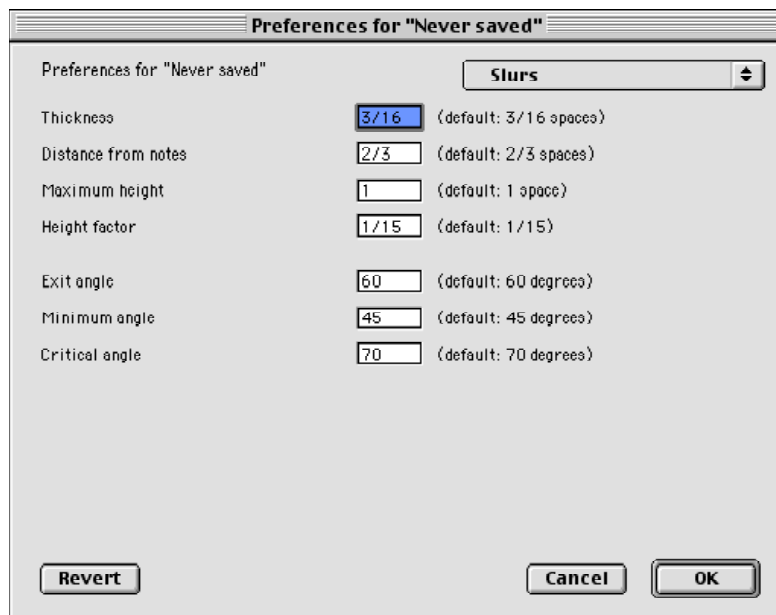 Preferences for "Never saved"
Preferences for "Never saved" Slurs
Thickness 3/16 (default: 3/16 spaces)
Distance from notes 2/3 (default: 2/3 spaces)
Maximum height 1 (default: 1 space)
Height factor 1/15 (default: 1/15)
Exit angle 60 (default: 60 degrees)
Minimum angle 45 (default: 45 degrees)
Critical angle 70 (default: 70 degrees)
Revert Cancel OK